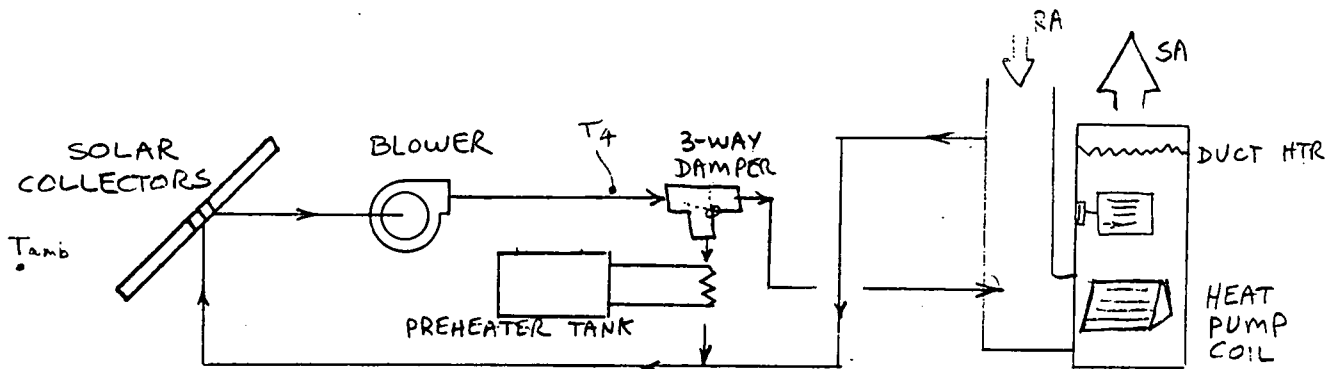 RA
SA
SOLAR
COLLECTORS
BLOWER
T4
3-WAY
DAMPER
DUCT HTR
Tamb
PREHEATER TANK
HEAT
PUMP
COIL